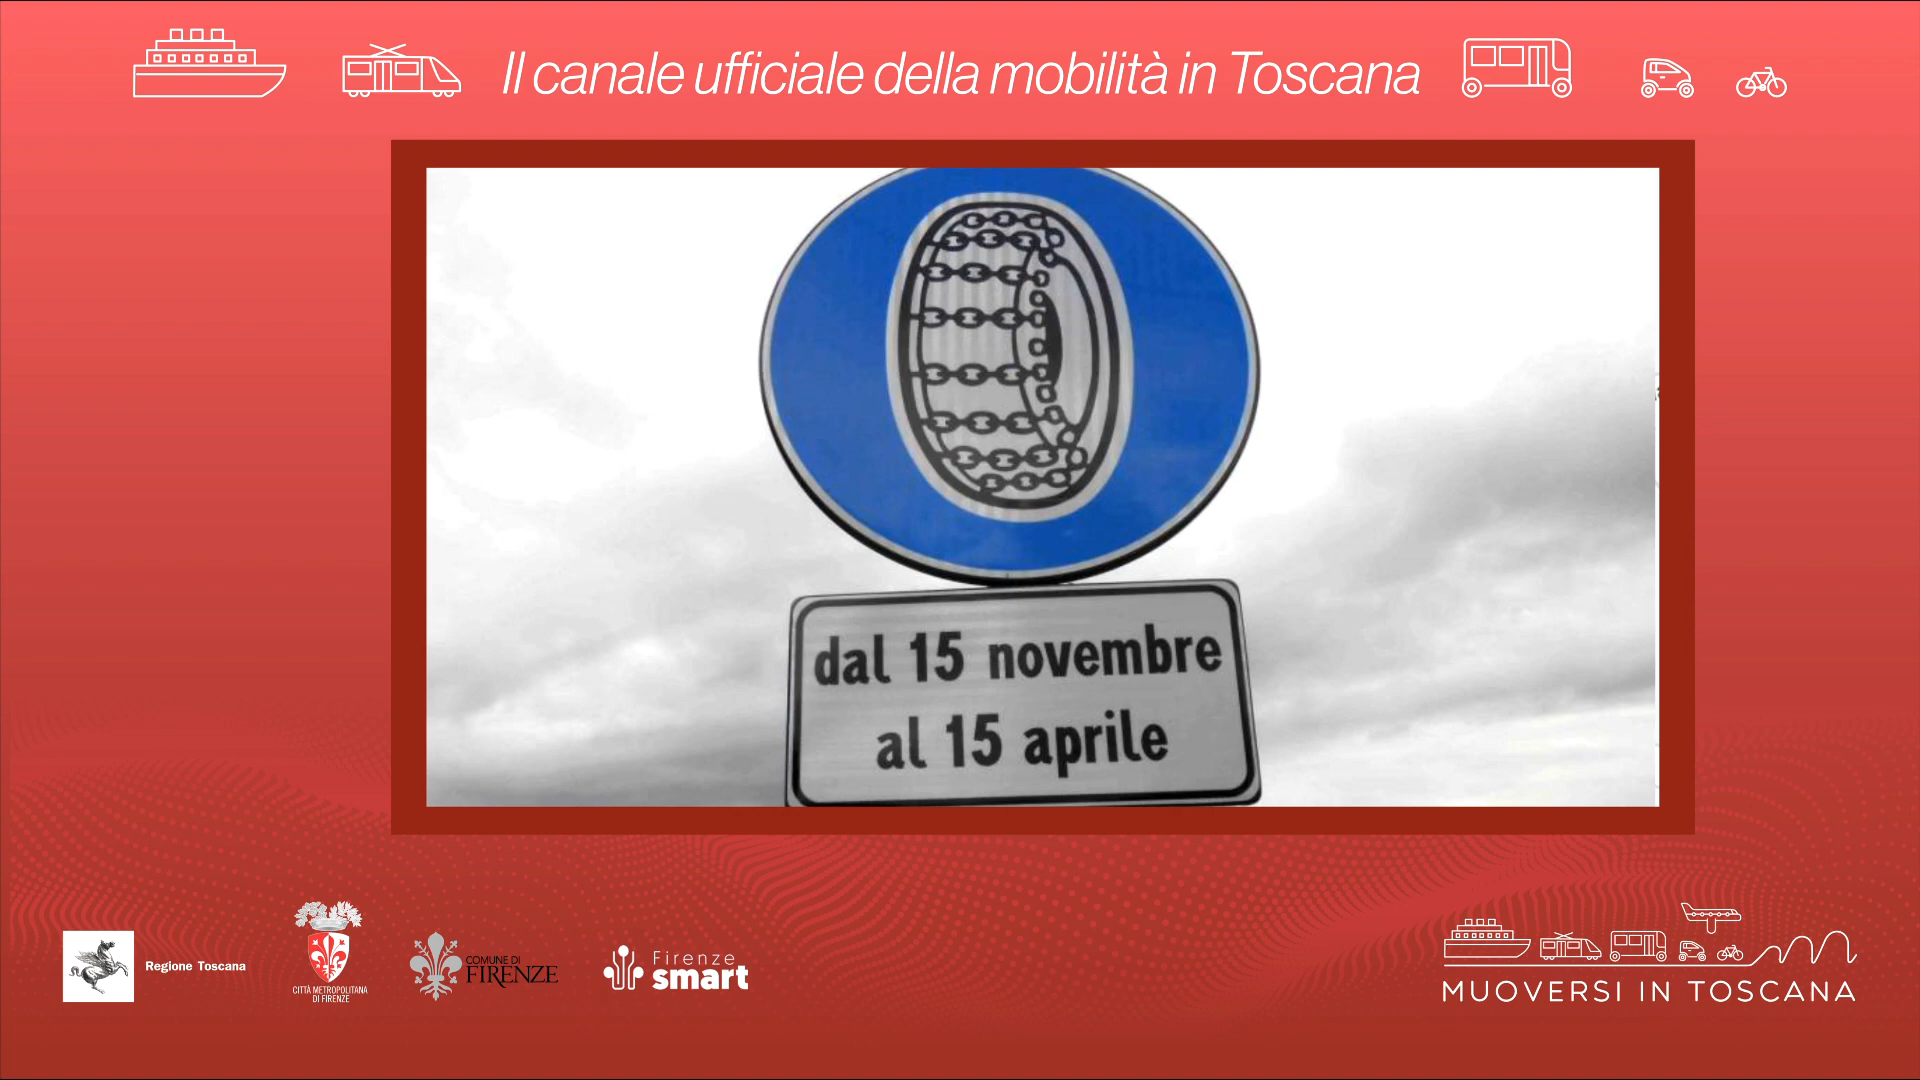 Il canale ufficiale della mobilità in Toscana
dal 15 novembre
al 15 aprile
Regione Toscana
CITTÀ METROPOLITANA
DI FIRENZE
COMUNE DI
FIRENZE
Firenze
smart
MUOVERSI IN TOSCANA